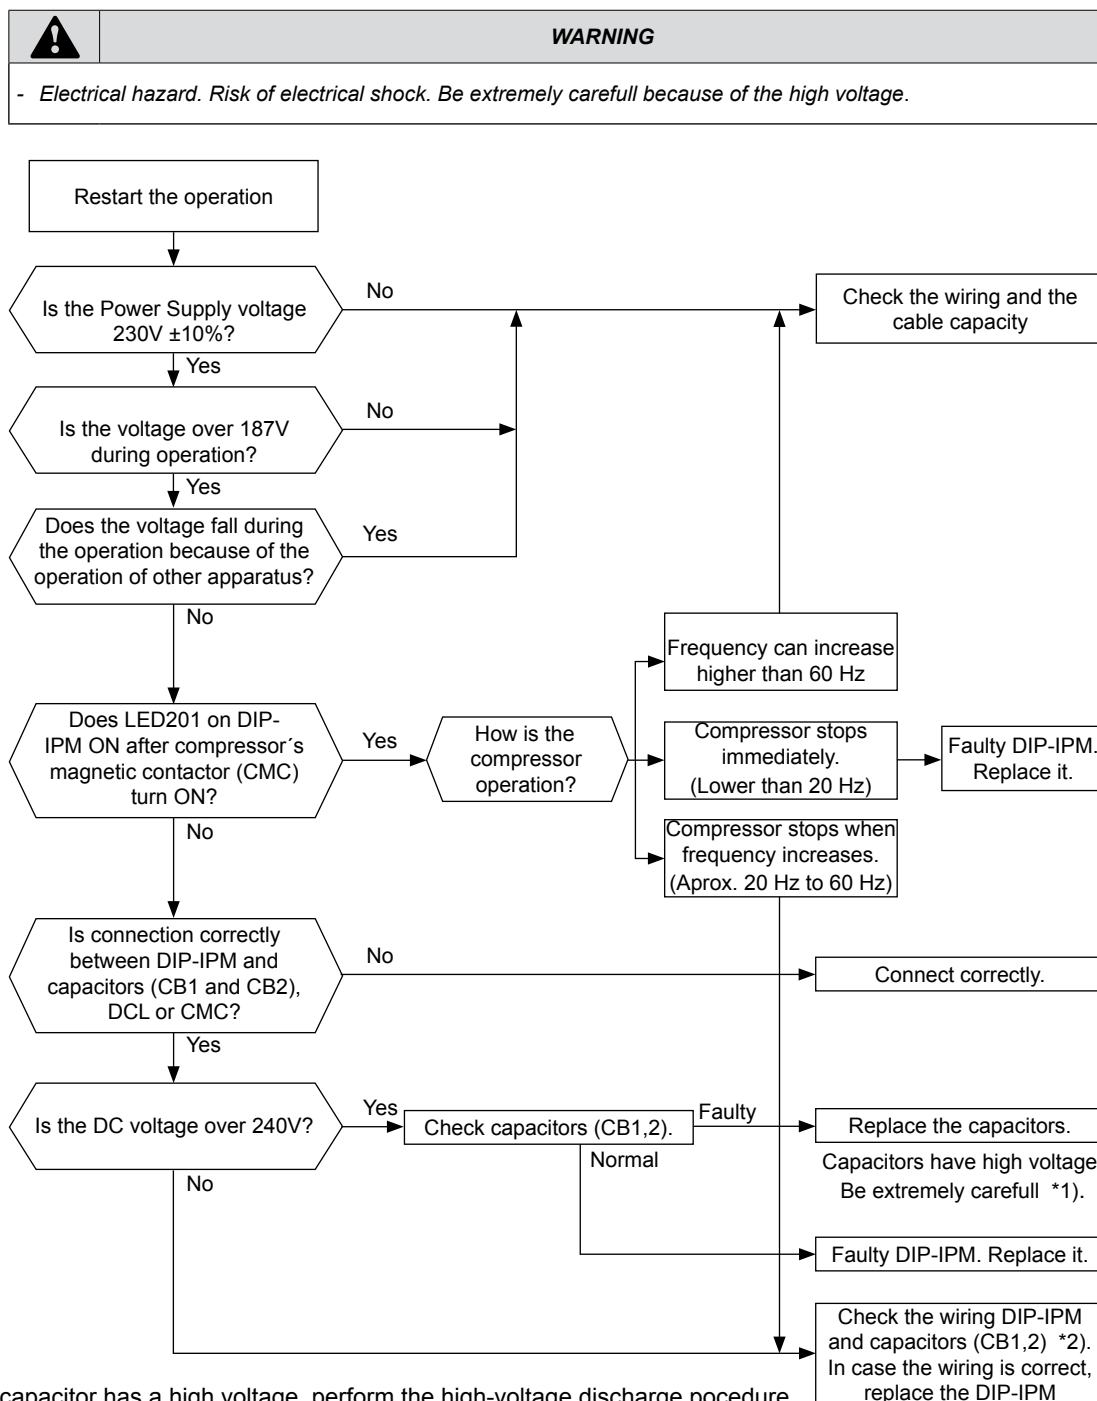 WARNING
- Electrical hazard. Risk of electrical shock. Be extremely carefull because of the high voltage.
Restart the operation
Is the Power Supply voltage
230V ±10%?
No
Check the wiring and the
cable capacity
Yes
Is the voltage over 187V
during operation?
No
Yes
Does the voltage fall during
the operation because of the
operation of other apparatus?
Yes
No
Does LED201 on DIP-
IPM ON after compressor´s
magnetic contactor (CMC)
turn ON?
Yes
How is the
compressor
operation?
Frequency can increase
higher than 60 Hz
Compressor stops
immediately.
(Lower than 20 Hz)
Faulty DIP-IPM.
Replace it.
Compressor stops when
frequency increases.
(Aprox. 20 Hz to 60 Hz)
No
Is connection correctly
between DIP-IPM and
capacitors (CB1 and CB2),
DCL or CMC?
No
Connect correctly.
Yes
Is the DC voltage over 240V?
Yes
Check capacitors (CB1,2).
Faulty
Replace the capacitors.
Capacitors have high voltage
Be extremely carefull *1).
Normal
Faulty DIP-IPM. Replace it.
No
Check the wiring DIP-IPM
and capacitors (CB1,2) *2).
In case the wiring is correct,
replace the DIP-IPM
capacitor has a high voltage, perform the high-voltage discharge pocedure